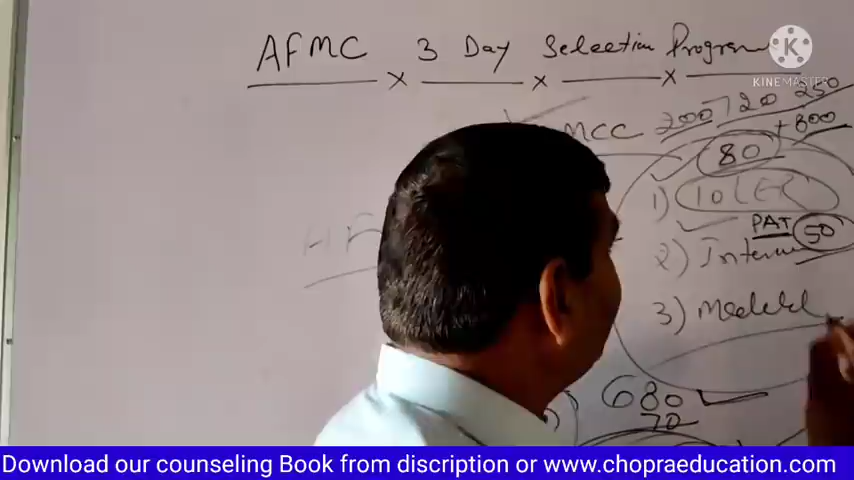 AFMC 3 Day Selection Program
KINEMASTER
MCC 200 720 250
+ 800
80
1) 10 LER
PAT 50
2) Interv
3) Medical
680
70
Download our counseling Book from discription or www.chopraeducation.com